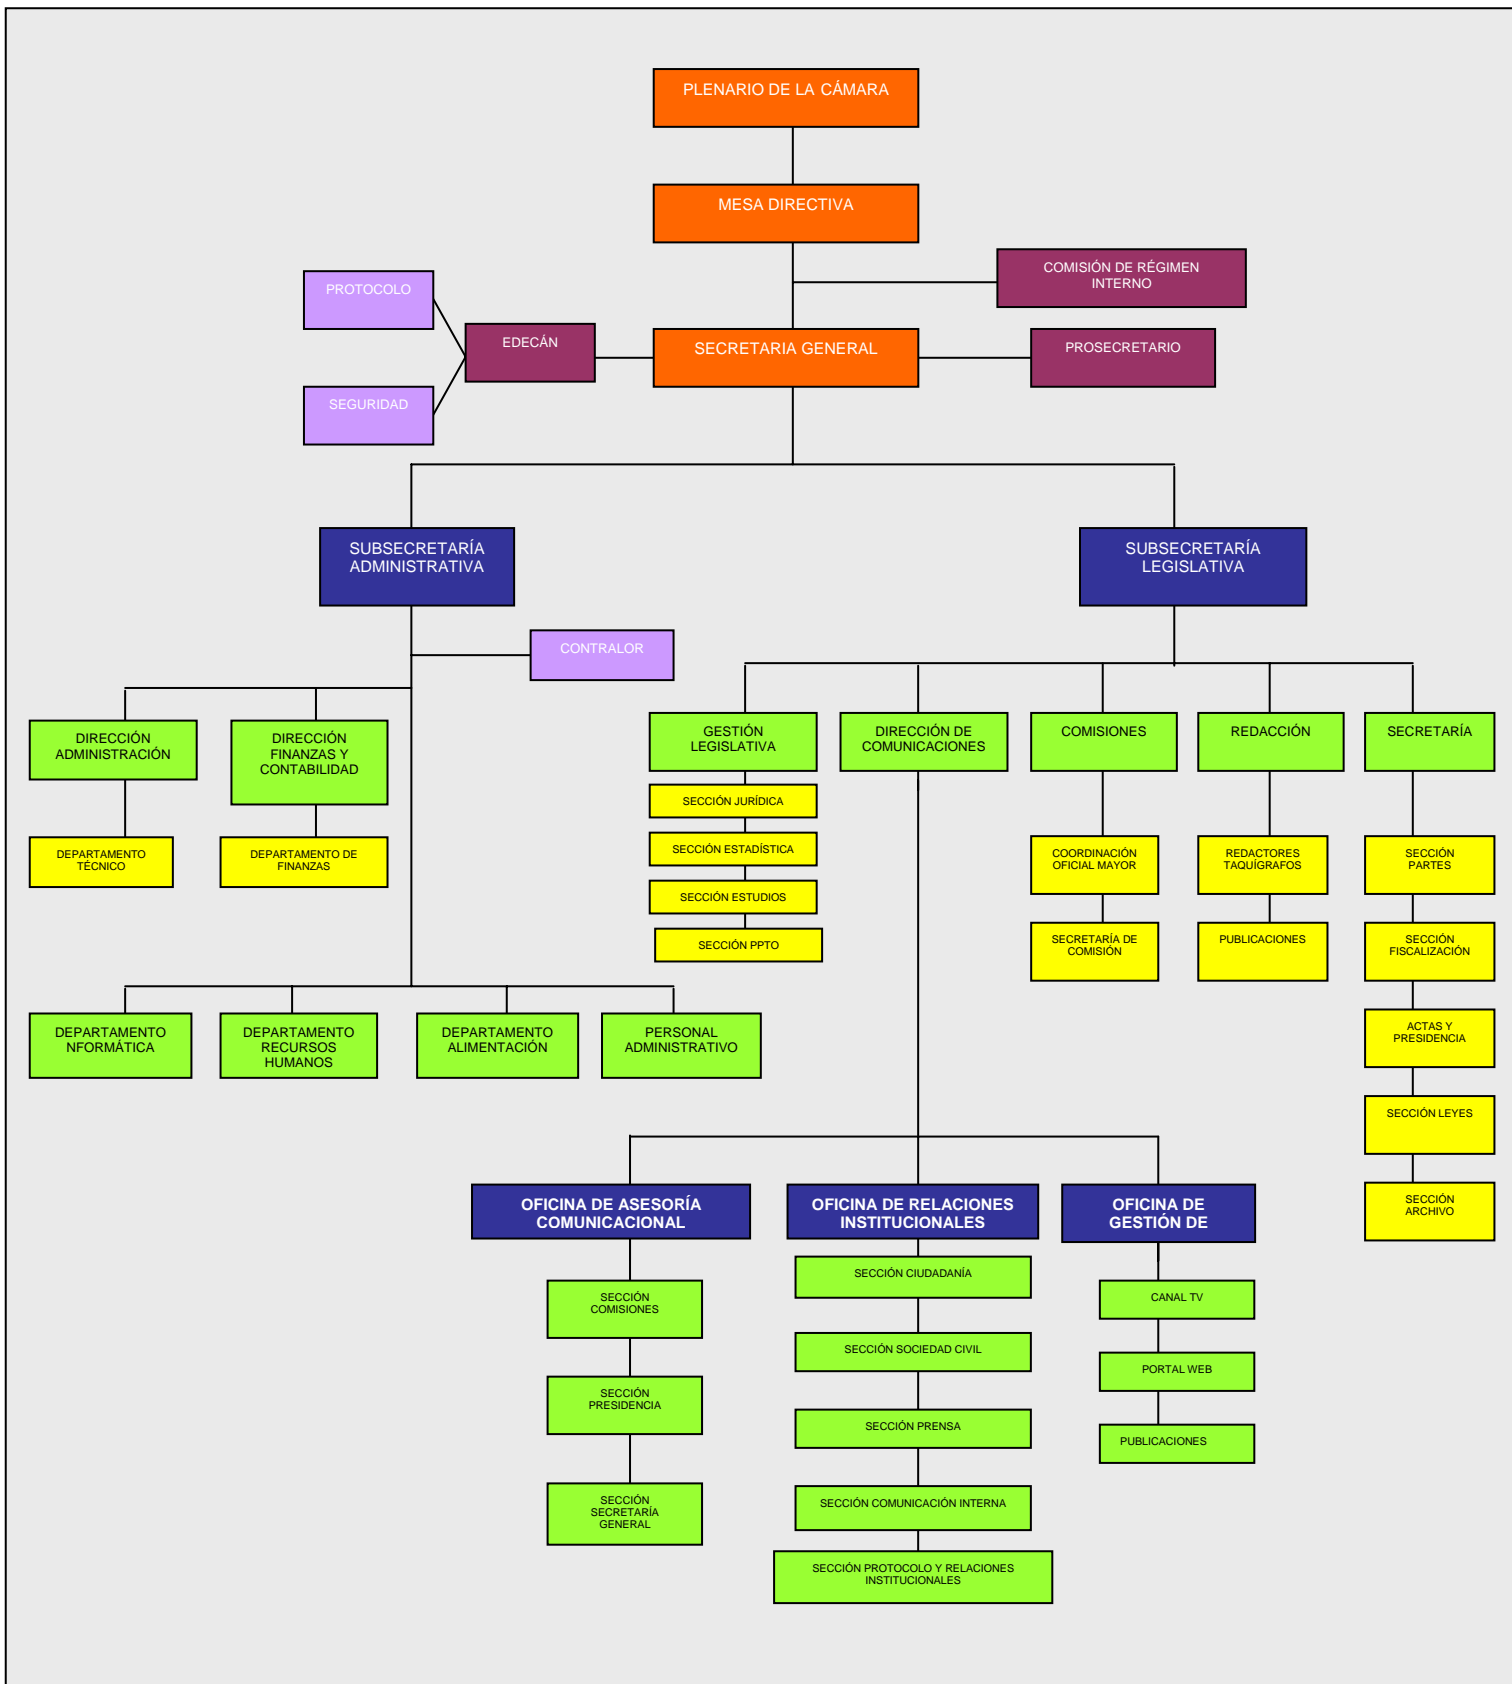 PLENARIO DE LA CÁMARA
MESA DIRECTIVA
COMISIÓN DE RÉGIMEN
INTERNO
PROTOCOLO
EDECÁN
SECRETARIA GENERAL
PROSECRETARIO
SEGURIDAD
SUBSECRETARÍA
ADMINISTRATIVA
SUBSECRETARÍA
LEGISLATIVA
CONTRALOR
DIRECCIÓN
ADMINISTRACIÓN
DIRECCIÓN
FINANZAS Y
CONTABILIDAD
GESTIÓN
LEGISLATIVA
DIRECCIÓN DE
COMUNICACIONES
COMISIONES
REDACCIÓN
SECRETARÍA
DEPARTAMENTO
TÉCNICO
DEPARTAMENTO DE
FINANZAS
SECCIÓN JURÍDICA
SECCIÓN ESTADÍSTICA
SECCIÓN ESTUDIOS
SECCIÓN PPTO
COORDINACIÓN
OFICIAL MAYOR
SECRETARÍA DE
COMISIÓN
REDACTORES
TAQUÍGRAFOS
PUBLICACIONES
SECCIÓN
PARTES
SECCIÓN
FISCALIZACIÓN
ACTAS Y
PRESIDENCIA
SECCIÓN LEYES
SECCIÓN
ARCHIVO
DEPARTAMENTO
NFORMÁTICA
DEPARTAMENTO
RECURSOS
HUMANOS
DEPARTAMENTO
ALIMENTACIÓN
PERSONAL
ADMINISTRATIVO
OFICINA DE ASESORÍA
COMUNICACIONAL
OFICINA DE RELACIONES
INSTITUCIONALES
OFICINA DE
GESTIÓN DE
SECCIÓN
COMISIONES
SECCIÓN
PRESIDENCIA
SECCIÓN
SECRETARÍA
GENERAL
SECCIÓN CIUDADANÍA
SECCIÓN SOCIEDAD CIVIL
SECCIÓN PRENSA
SECCIÓN COMUNICACIÓN INTERNA
SECCIÓN PROTOCOLO Y RELACIONES
INSTITUCIONALES
CANAL TV
PORTAL WEB
PUBLICACIONES